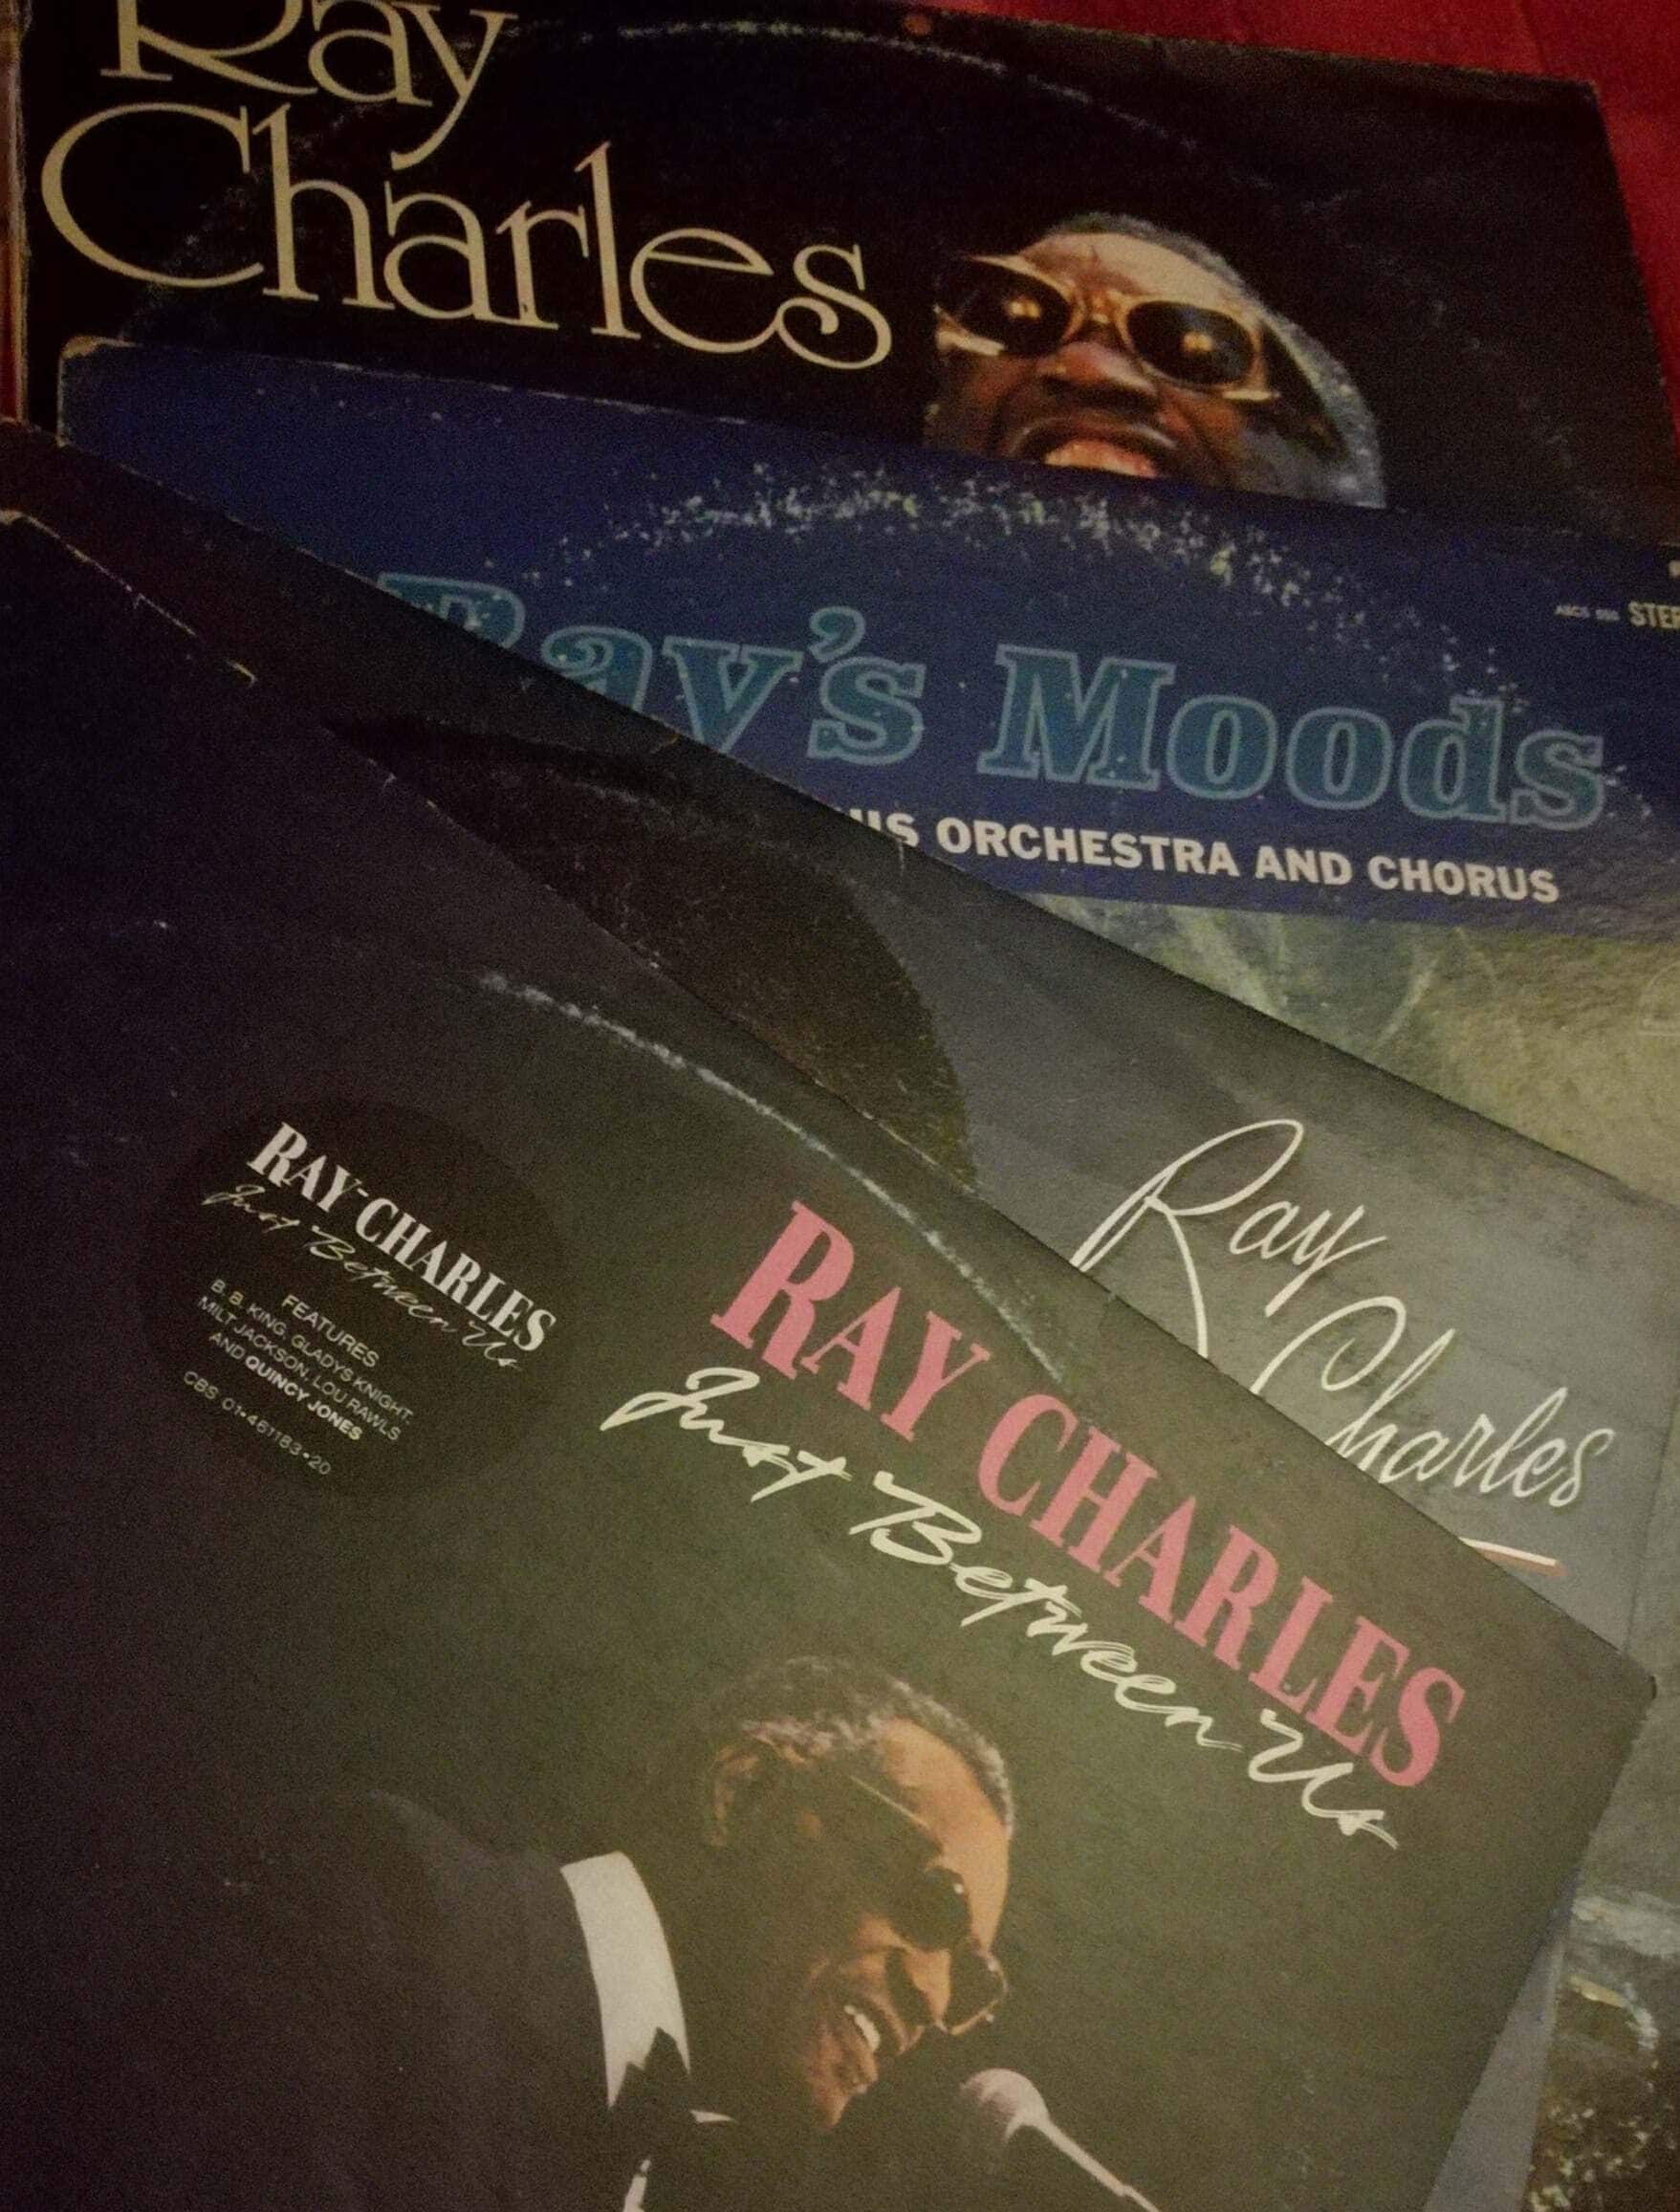 Ray
Charles
STER
Ray's Moods
HIS ORCHESTRA AND CHORUS
Ray
Charles
RAY CHARLES
Just Between Us
FEATURES
B. B. KING, GLADYS KNIGHT,
MILT JACKSON, LOU RAWLS
AND QUINCY JONES
CBS 01-461183-20
RAY CHARLES
Just Between Us